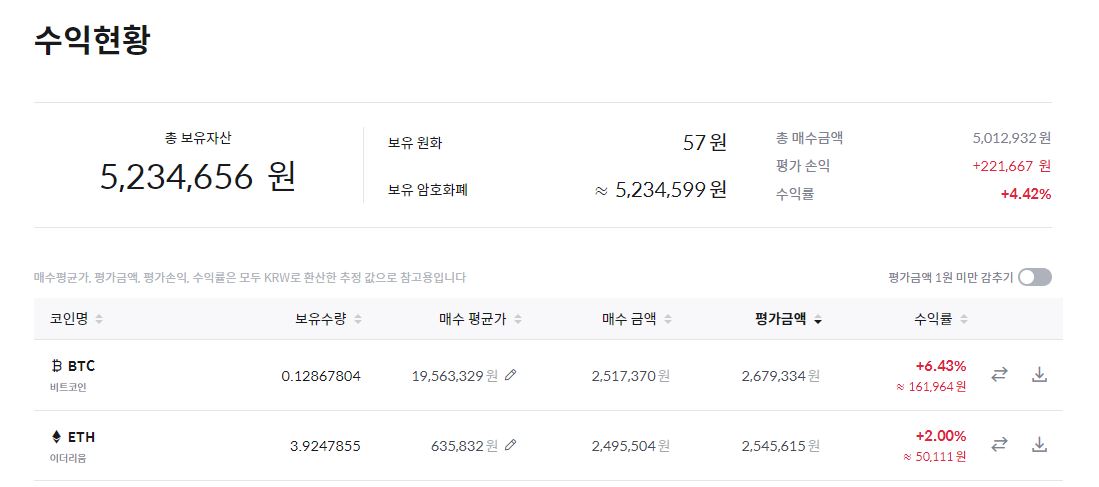 수익현황
총 보유자산
5,234,656 원
보유 원화 57 원
보유 암호화폐 ≈ 5,234,599 원
총 매수금액 5,012,932 원
평가 손익 +221,667 원
수익률 +4.42%
매수평균가, 평가금액, 평가손익, 수익률은 모두 KRW로 환산한 추정 값으로 참고용입니다
평가금액 1원 미만 감추기
코인명 보유수량 매수 평균가 매수 금액 평가금액 수익률
BTC 0.12867804 19,563,329 원 2,517,370 원 2,679,334 원 +6.43%
비트코인 ≈ 161,964 원
ETH 3.9247855 635,832 원 2,495,504 원 2,545,615 원 +2.00%
이더리움 ≈ 50,111 원